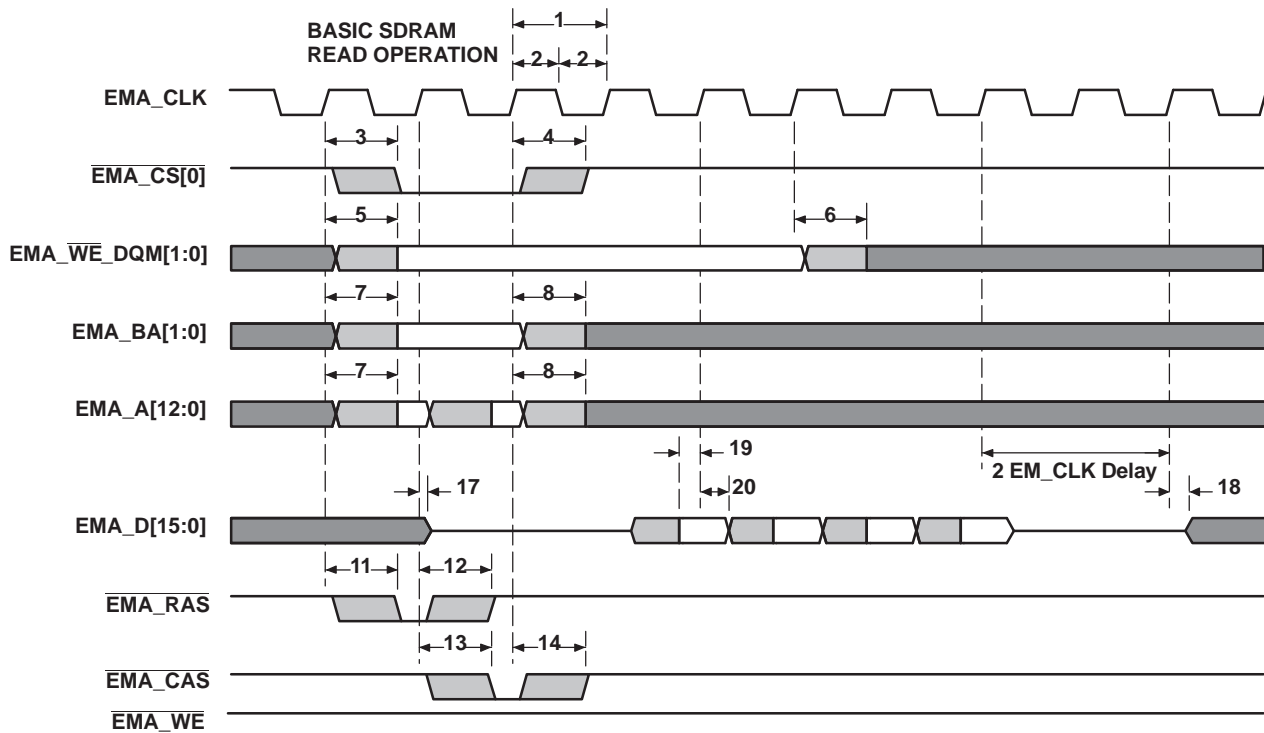 BASIC SDRAM
READ OPERATION
1
2 2
EMA_CLK
3 4
EMA_CS[0]
5 6
EMA_WE_DQM[1:0]
7 8
EMA_BA[1:0]
7 8
EMA_A[12:0]
19
2 EM_CLK Delay
17 20 18
EMA_D[15:0]
11 12
EMA_RAS
13 14
EMA_CAS
EMA_WE